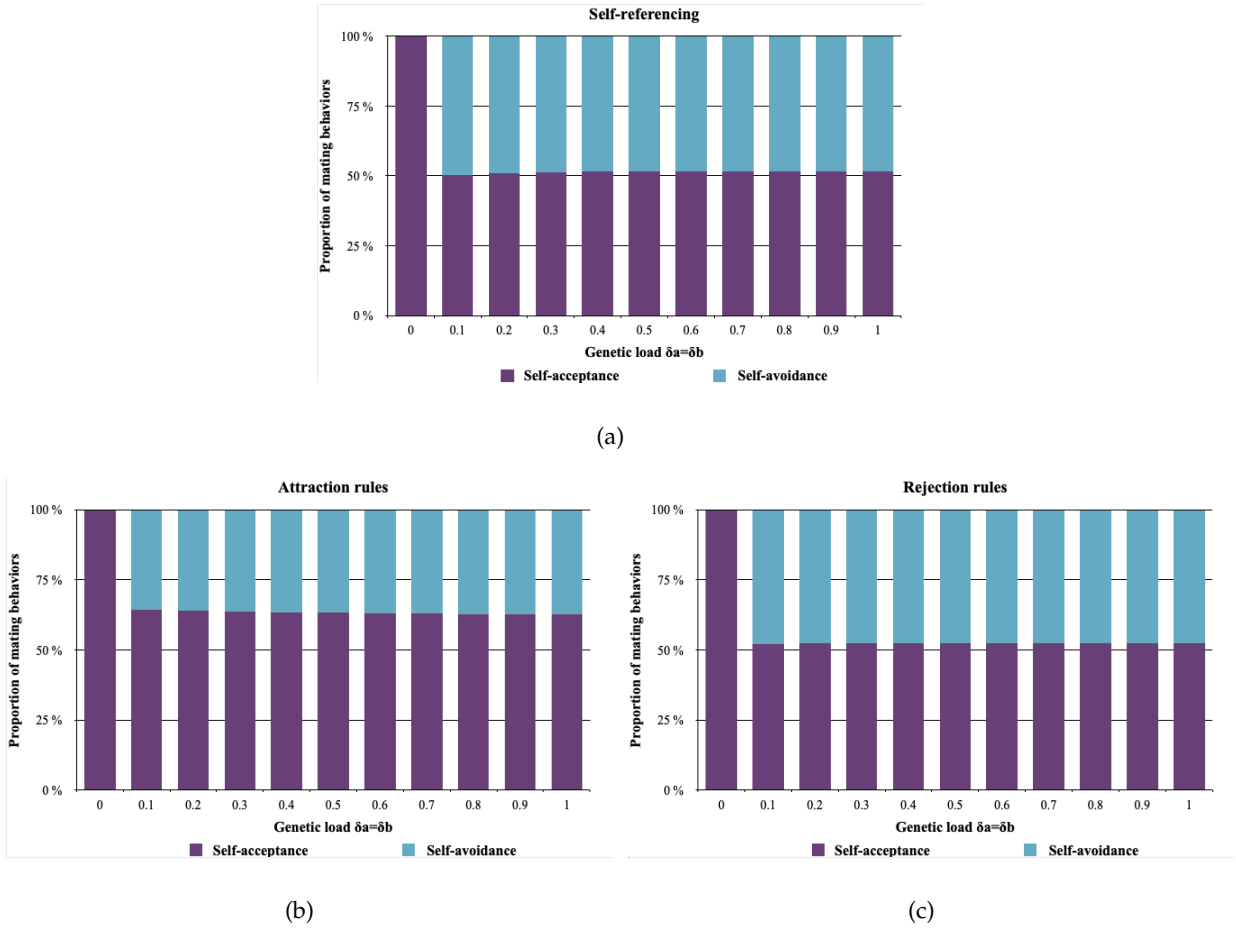 Self-referencing
Proportion of mating behaviors
100 %
75 %
50 %
25 %
0 %
0 0.1 0.2 0.3 0.4 0.5 0.6 0.7 0.8 0.9 1
Genetic load δa=δb
Self-acceptance Self-avoidance
(a)
Attraction rules
Proportion of mating behaviors
100 %
75 %
50 %
25 %
0 %
0 0.1 0.2 0.3 0.4 0.5 0.6 0.7 0.8 0.9 1
Genetic load δa=δb
Self-acceptance Self-avoidance
(b)
Rejection rules
Proportion of mating behaviors
100 %
75 %
50 %
25 %
0 %
0 0.1 0.2 0.3 0.4 0.5 0.6 0.7 0.8 0.9 1
Genetic load δa=δb
Self-acceptance Self-avoidance
(c)